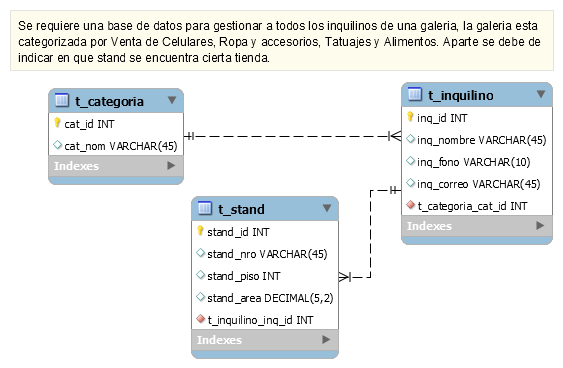 Se requiere una base de datos para gestionar a todos los inquilinos de una galeria, la galeria esta
categorizada por Venta de Celulares, Ropa y accesorios, Tatuajes y Alimentos. Aparte se debe de
indicar en que stand se encuentra cierta tienda.
t_categoria
cat_id INT
cat_nom VARCHAR(45)
Indexes
t_inquilino
inq_id INT
inq_nombre VARCHAR(45)
inq_fono VARCHAR(10)
inq_correo VARCHAR(45)
t_categoria_cat_id INT
Indexes
t_stand
stand_id INT
stand_nro VARCHAR(45)
stand_piso INT
stand_area DECIMAL(5,2)
t_inquilino_inq_id INT
Indexes